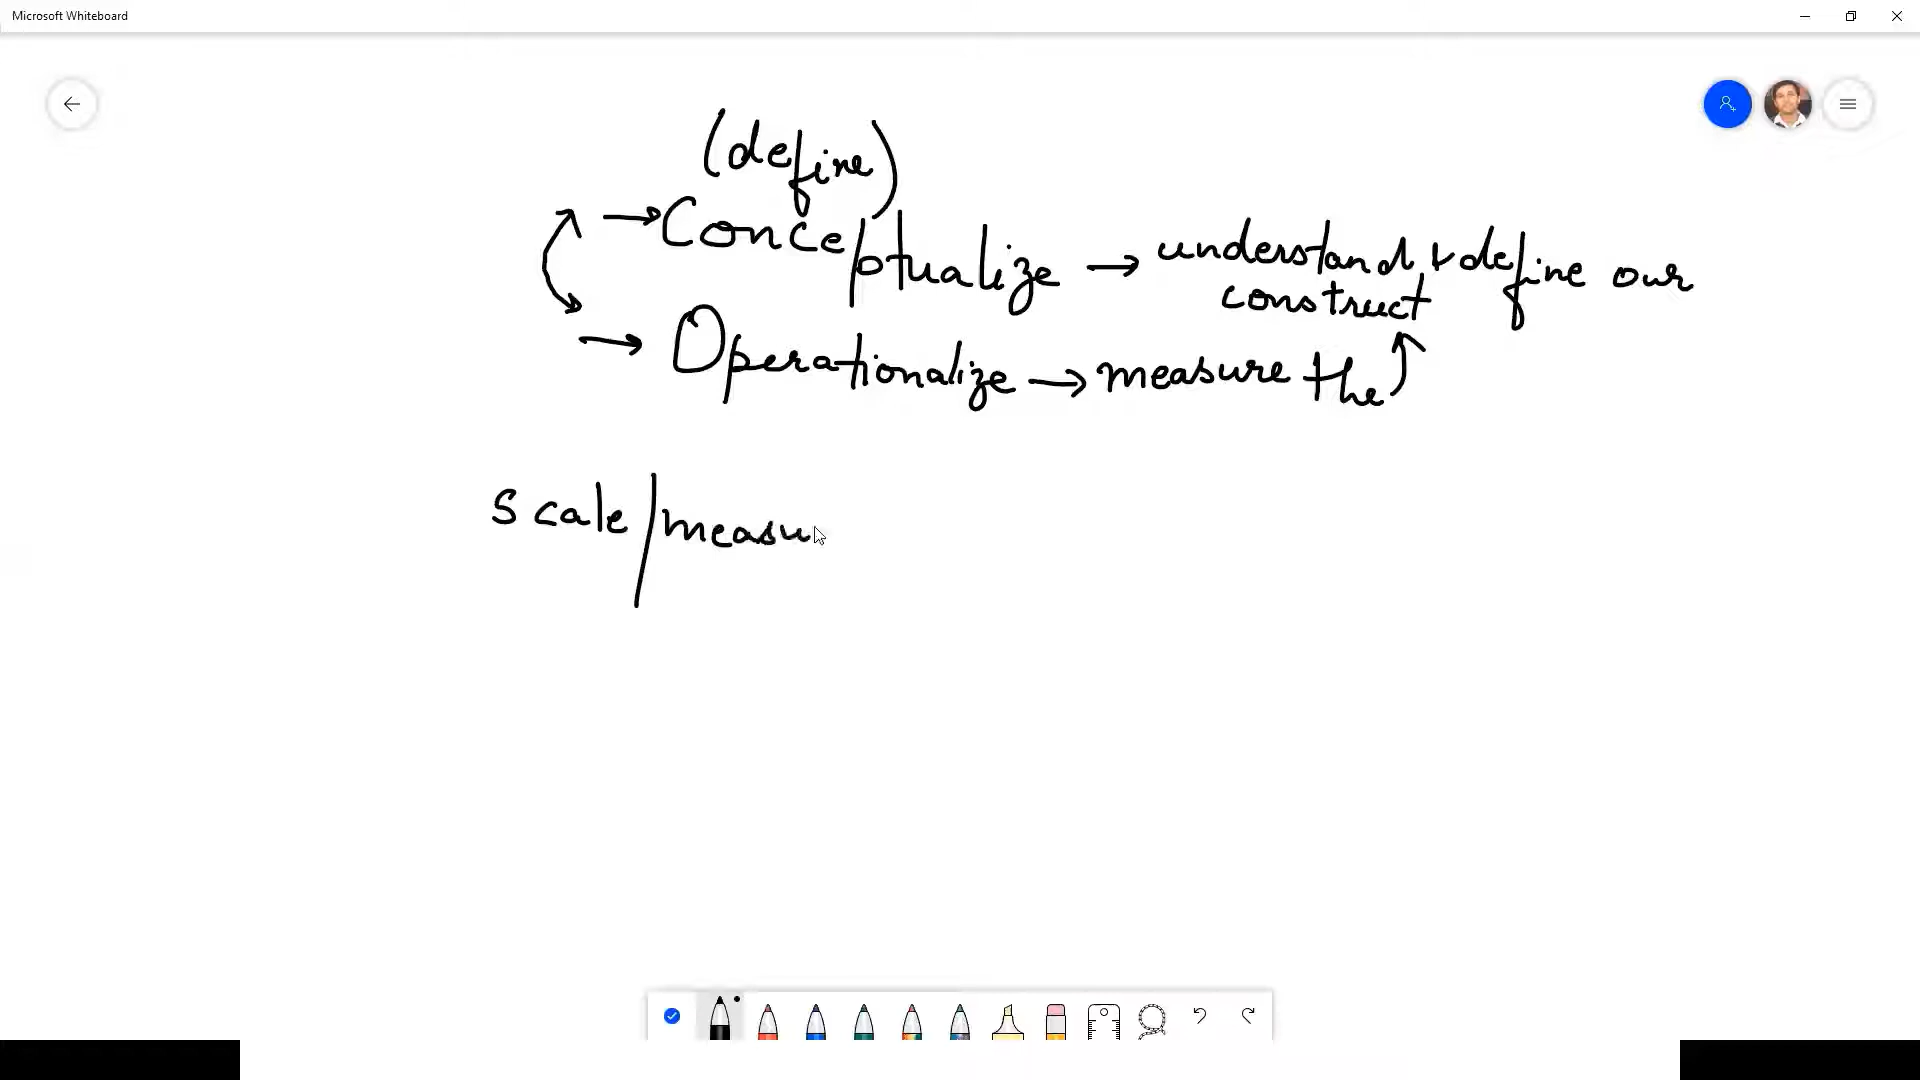 Microsoft Whiteboard
(define)
→ Conceptualize → understand & define our
construct
→ Operationalize → measure the
scale/measu